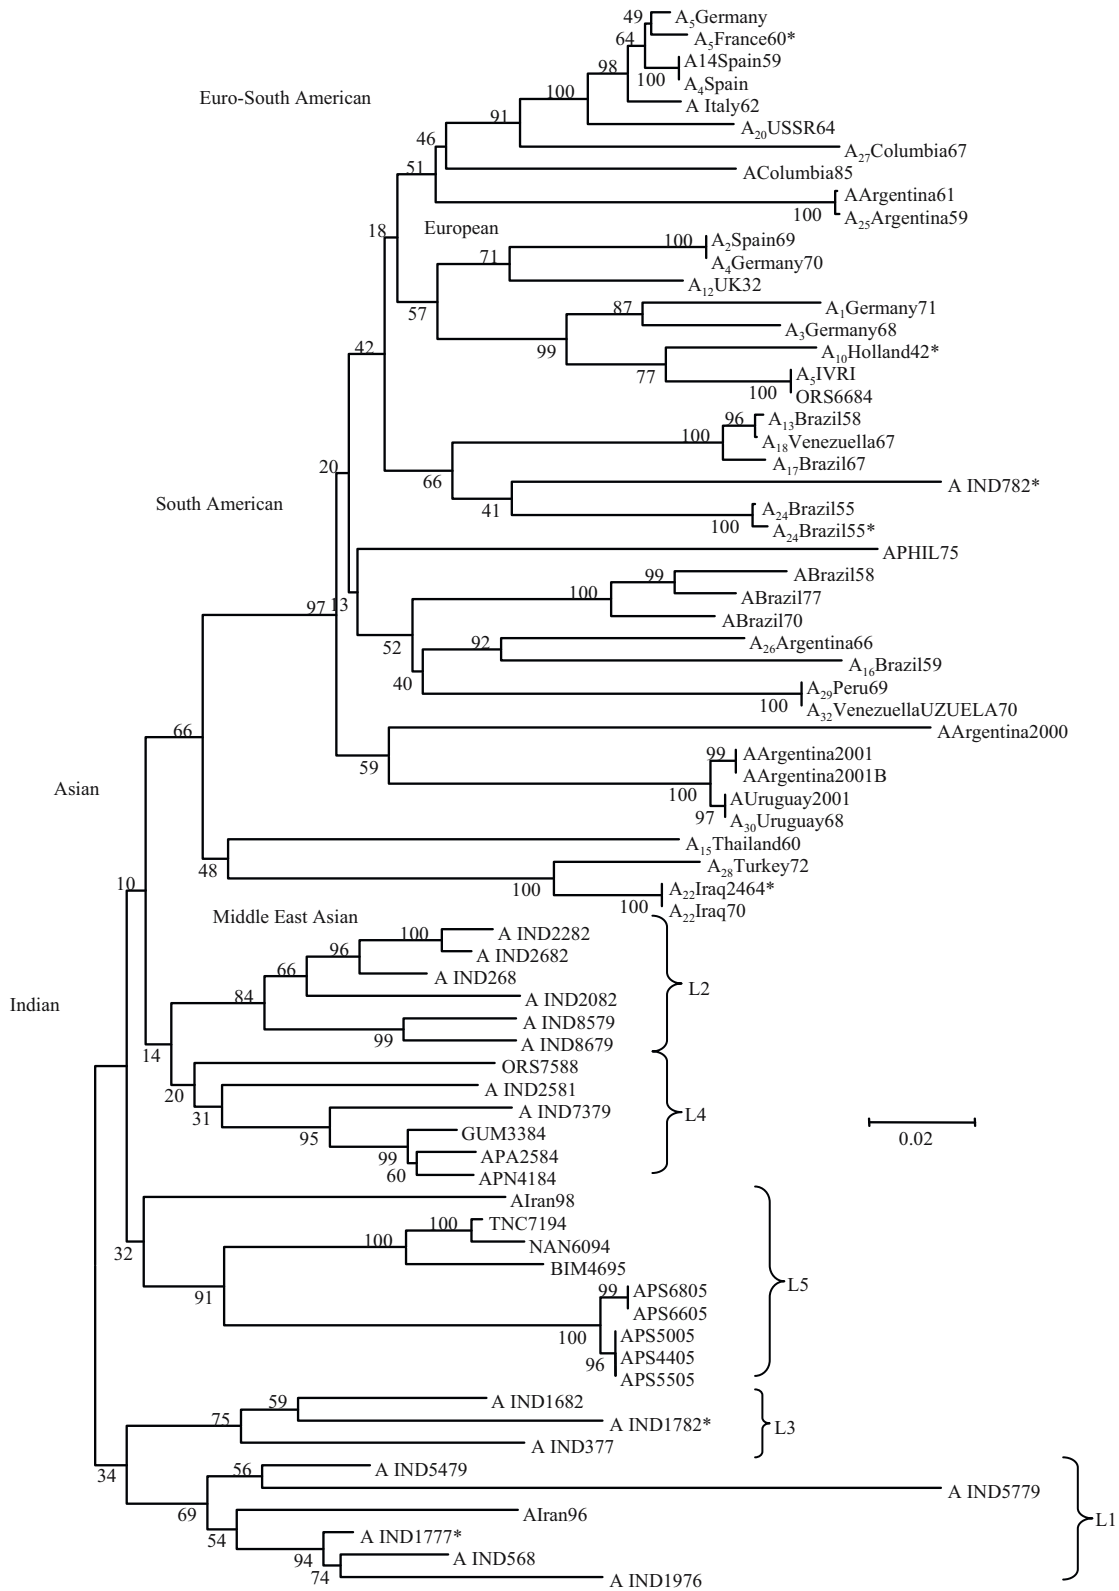 49
A5Germany
A5France60*
64
A14Spain59
98
100
A4Spain
100
Euro-South American
A Italy62
91
A20USSR64
46
A27Columbia67
51
AColumbia85
AArgentina61
100
A25Argentina59
18
European
100
A2Spain69
71
A4Germany70
A12UK32
57
87
A1Germany71
A3Germany68
42
99
A10Holland42*
77
A5IVRI
100
ORS6684
96
A13Brazil58
100
A18Venezuella67
20
66
A17Brazil67
South American
A IND782*
41
A24Brazil55
100
A24Brazil55*
APHIL75
99
ABrazil58
97
13
100
ABrazil77
ABrazil70
52
92
A26Argentina66
A16Brazil59
40
A29Peru69
100
A32VenezuellaUZUELA70
66
AArgentina2000
59
99
AArgentina2001
AArgentina2001B
Asian
100
AUruguay2001
97
A30Uruguay68
A15Thailand60
48
A28Turkey72
10
100
A22Iraq2464*
100
A22Iraq70
Middle East Asian
100
A IND2282
96
A IND2682
66
A IND268
L2
84
A IND2082
Indian
A IND8579
99
A IND8679
14
ORS7588
20
A IND2581
31
A IND7379
L4
95
GUM3384
0.02
99
APA2584
60
APN4184
AIran98
100
TNC7194
32
100
NAN6094
BIM4695
91
99
APS6805
L5
APS6605
100
APS5005
96
APS4405
APS5505
59
A IND1682
75
A IND1782*
L3
A IND377
34
56
A IND5479
A IND5779
69
AIran96
L1
54
A IND1777*
94
A IND568
74
A IND1976